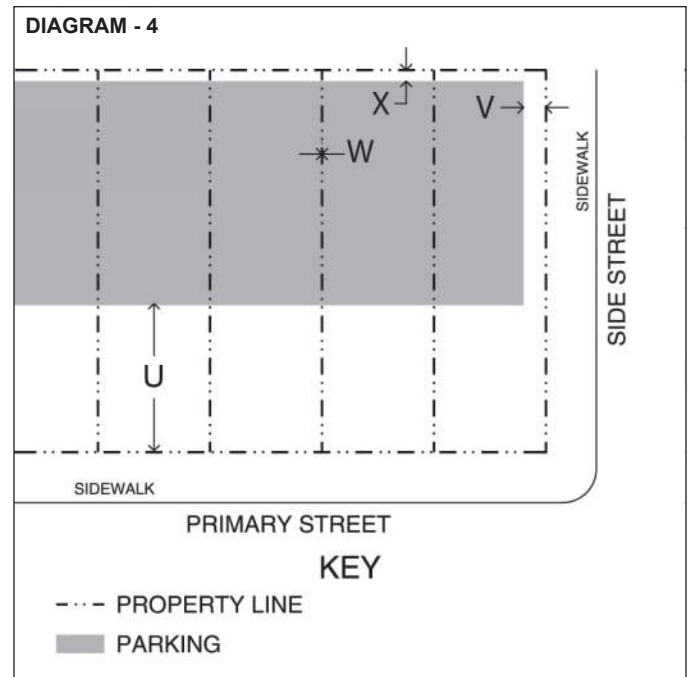 DIAGRAM - 4
X
V
W
SIDEWALK
SIDE STREET
U
SIDEWALK
PRIMARY STREET
KEY
PROPERTY LINE
PARKING